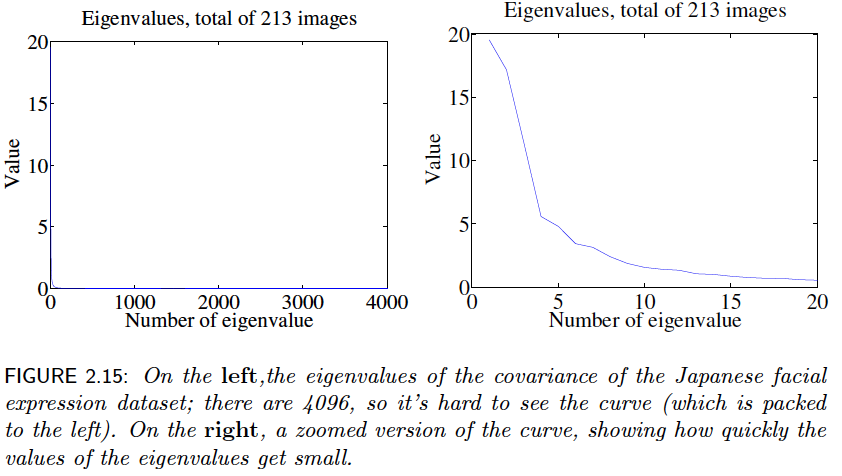 Eigenvalues, total of 213 images
20
15
10
5
0
Value
0 1000 2000 3000 4000
Number of eigenvalue
Eigenvalues, total of 213 images
20
15
10
5
0
Value
0 5 10 15 20
Number of eigenvalue
FIGURE 2.15: On the left,the eigenvalues of the covariance of the Japanese facial
expression dataset; there are 4096, so it's hard to see the curve (which is packed
to the left). On the right, a zoomed version of the curve, showing how quickly the
values of the eigenvalues get small.